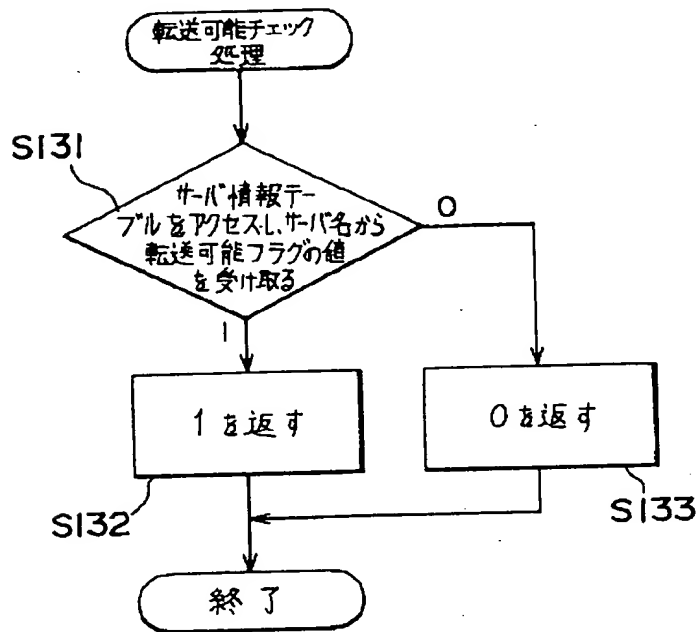 転送可能チェック
処理
S131
サーバ情報テー
ブルをアクセスし、サーバ名から
転送可能フラグの値
を受け取る
0
1
1を返す
0を返す
S132
S133
終了